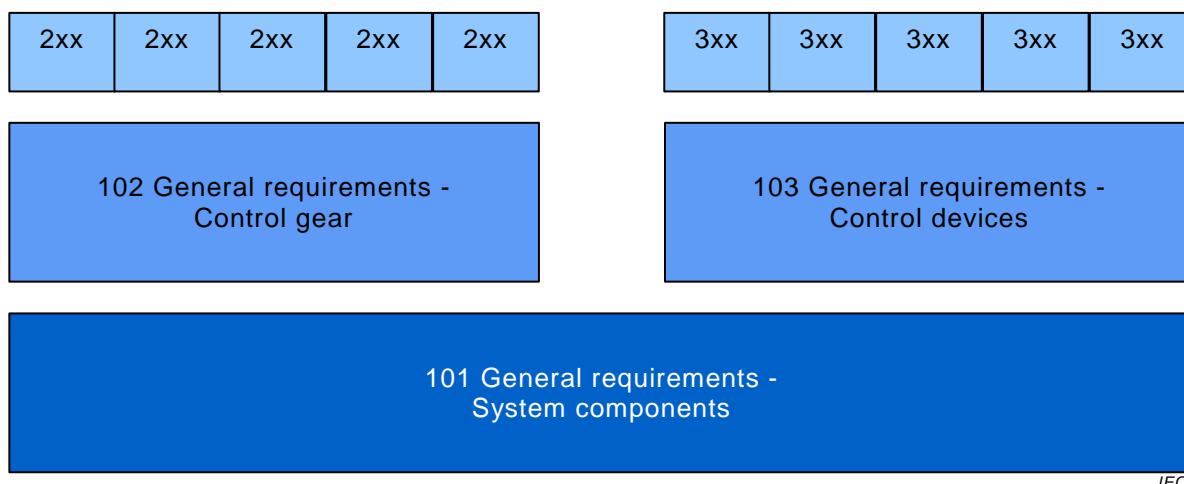 2xx 2xx 2xx 2xx 2xx 3xx 3xx 3xx 3xx 3xx
102 General requirements -
Control gear
103 General requirements -
Control devices
101 General requirements -
System components
IEC